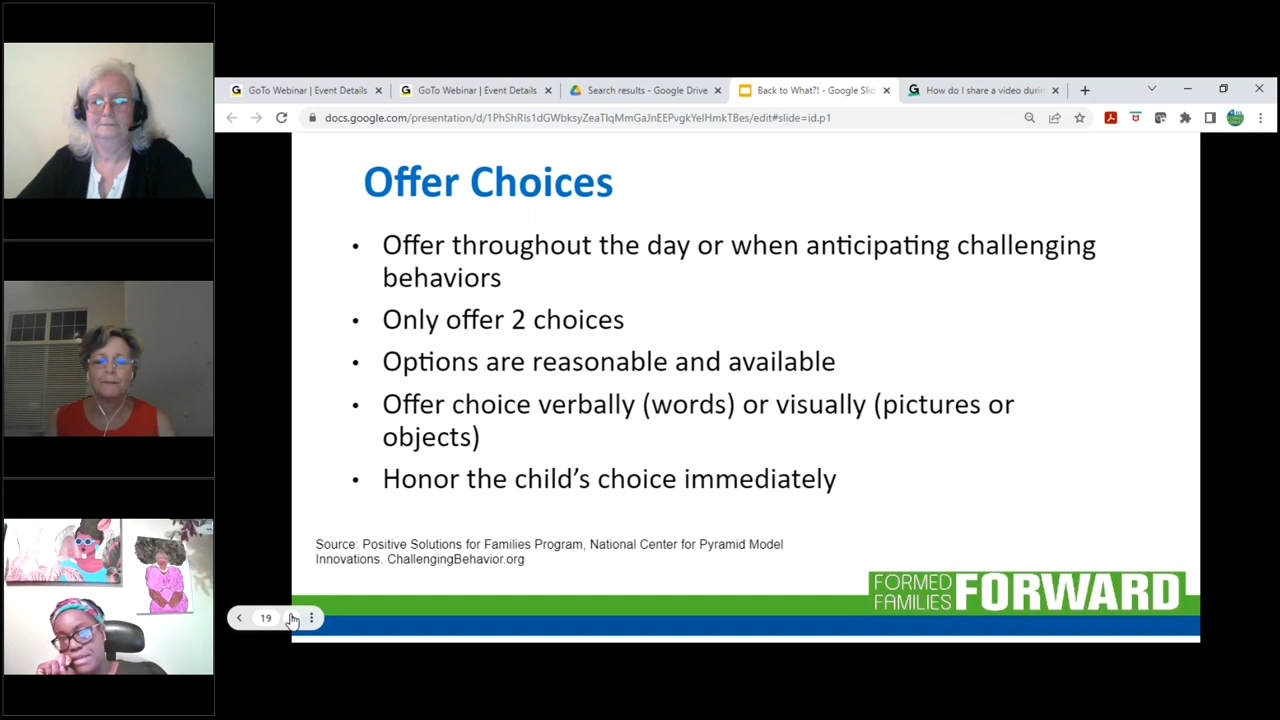 GoTo Webinar | Event Details
GoTo Webinar | Event Details
Search results - Google Drive
Back to What?! - Google Slid
How do I share a video durin
docs.google.com/presentation/d/1PhShRls1dGWbksyZeaTlqMmGaJnEEPvgkYelHmkTBes/edit#slide=id.p1
Offer Choices
• Offer throughout the day or when anticipating challenging
behaviors
• Only offer 2 choices
• Options are reasonable and available
• Offer choice verbally (words) or visually (pictures or
objects)
• Honor the child’s choice immediately
Source: Positive Solutions for Families Program, National Center for Pyramid Model
Innovations. ChallengingBehavior.org
FORMED
FAMILIES
FORWARD
19